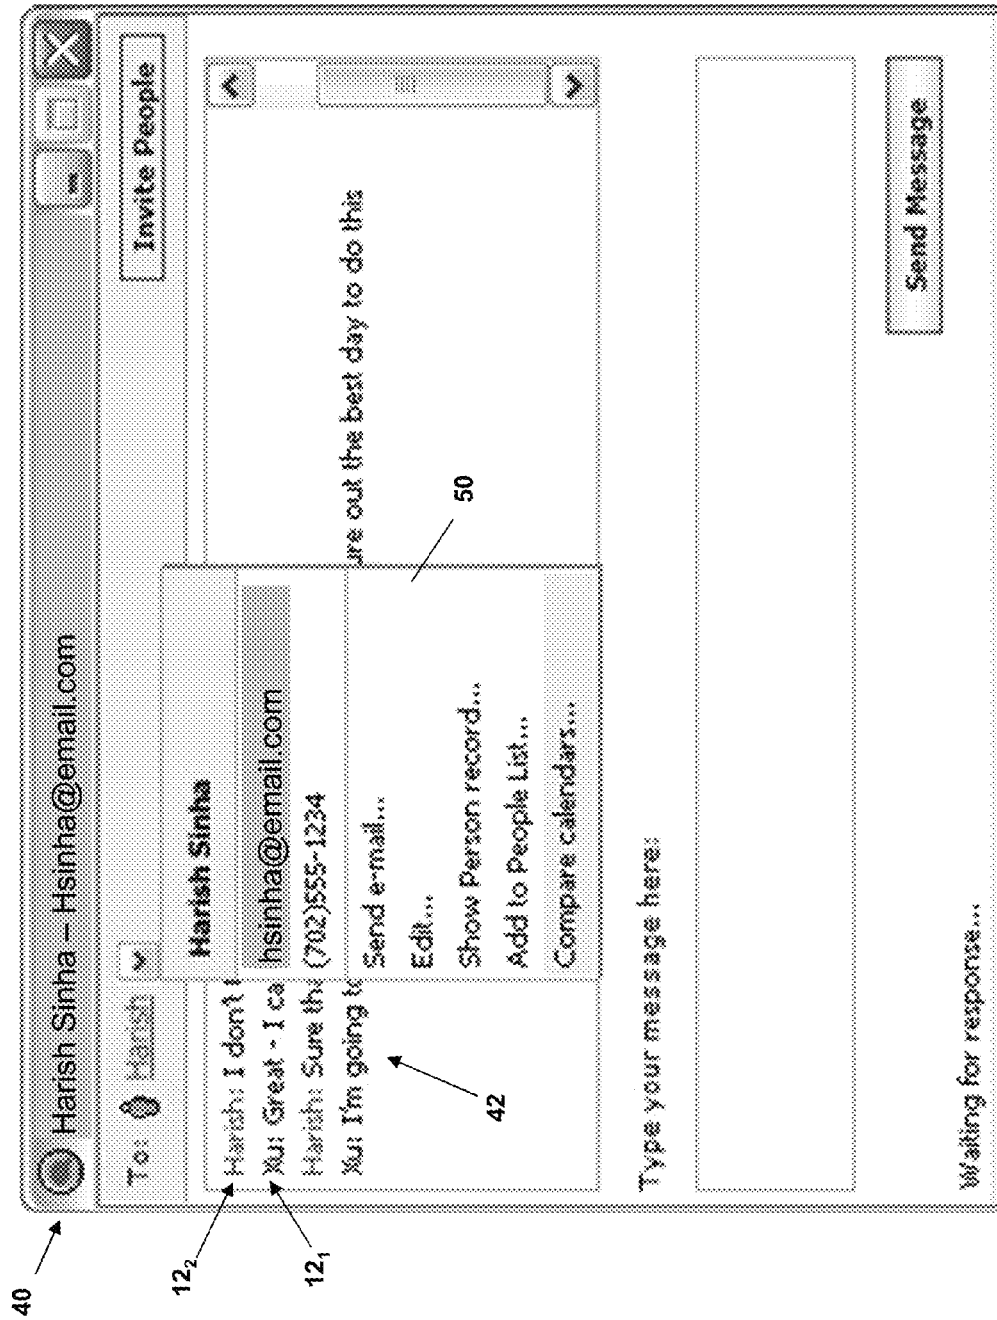 40
Harish Sinha – Hsinha@email.com
To: Harish
Invite People
12₂
Harish: I don't
12₁
Xu: Great - I ca
Harish: Sure tha
Xu: I'm going to
ure out the best day to do this
42
Harish Sinha
hsinha@email.com
(702)555-1234
Send e-mail...
Edit...
Show Person record...
Add to People List...
Compare calendars...
50
Type your message here:
Send Message
Waiting for response...